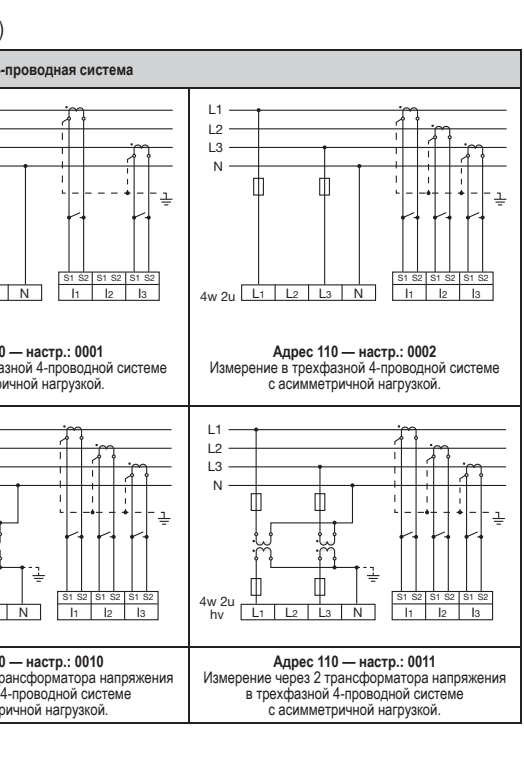 )
-проводная система
L1
L2
L3
N
N
S1 S2 S1 S2 S1 S2
I1 I2 I3
4w 2u L1 L2 L3 N
S1 S2 S1 S2 S1 S2
I1 I2 I3
0 — настр.: 0001
азной 4-проводной системе
ричной нагрузкой.
Адрес 110 — настр.: 0002
Измерение в трехфазной 4-проводной системе
с асимметричной нагрузкой.
L1
L2
L3
N
N
S1 S2 S1 S2 S1 S2
I1 I2 I3
4w 2u
hv
L1 L2 L3 N
S1 S2 S1 S2 S1 S2
I1 I2 I3
0 — настр.: 0010
рансформатора напряжения
4-проводной системе
ричной нагрузкой.
Адрес 110 — настр.: 0011
Измерение через 2 трансформатора напряжения
в трехфазной 4-проводной системе
с асимметричной нагрузкой.